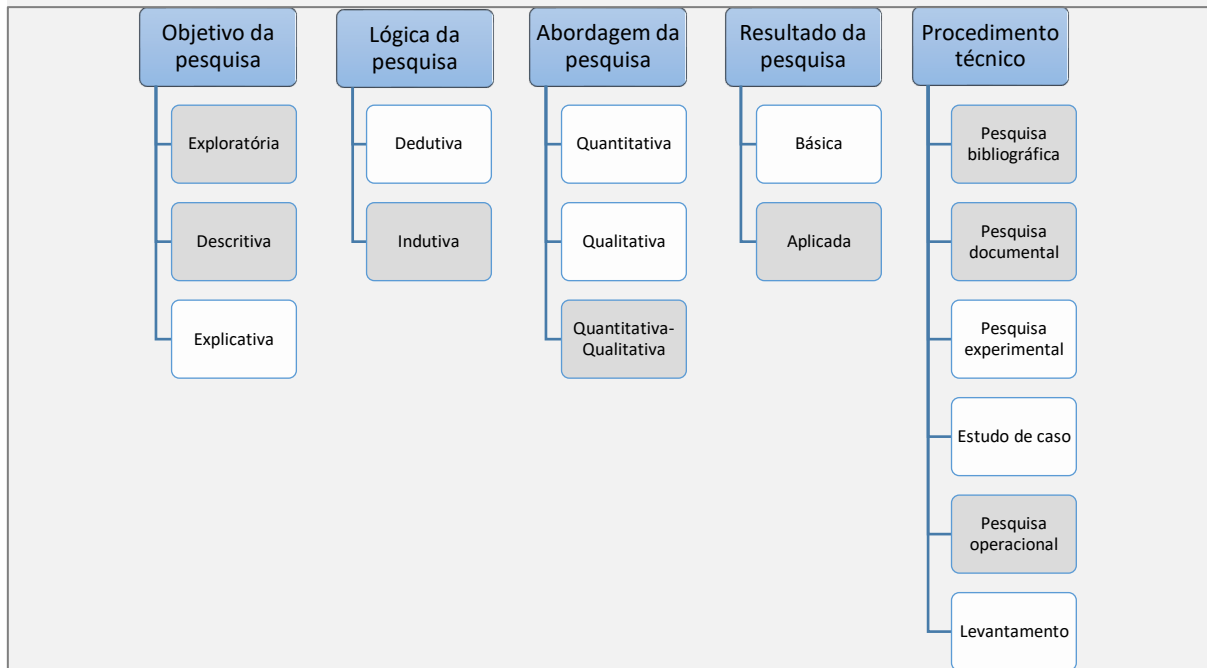 Objetivo da
pesquisa
Exploratória
Descritiva
Explicativa
Lógica da
pesquisa
Dedutiva
Indutiva
Abordagem da
pesquisa
Quantitativa
Qualitativa
Quantitativa-
Qualitativa
Resultado da
pesquisa
Básica
Aplicada
Procedimento
técnico
Pesquisa
bibliográfica
Pesquisa
documental
Pesquisa
experimental
Estudo de caso
Pesquisa
operacional
Levantamento